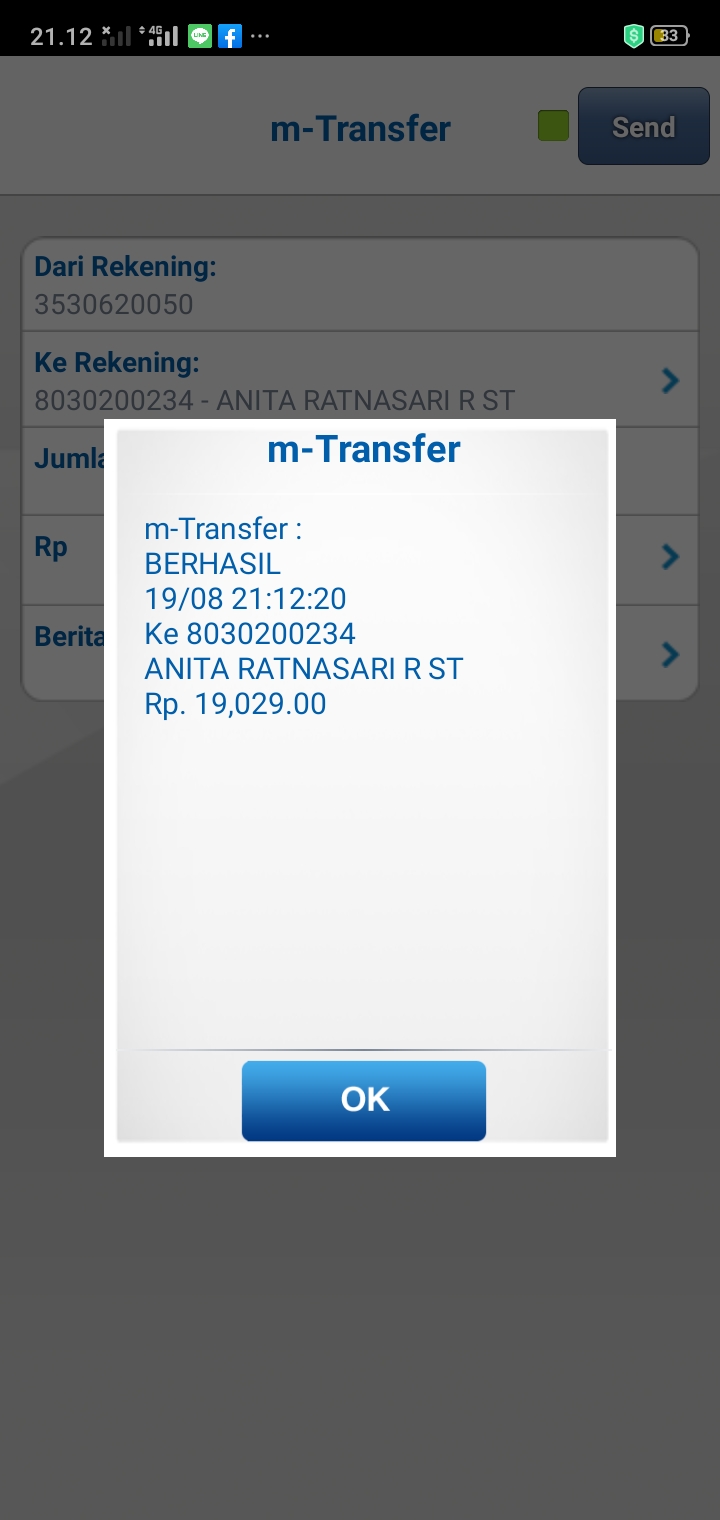 21.12 4G LINE 33
m-Transfer Send
Dari Rekening:
3530620050
Ke Rekening:
8030200234 - ANITA RATNASARI R ST
Jumla
Rp
Berita
m-Transfer
m-Transfer :
BERHASIL
19/08 21:12:20
Ke 8030200234
ANITA RATNASARI R ST
Rp. 19,029.00
OK